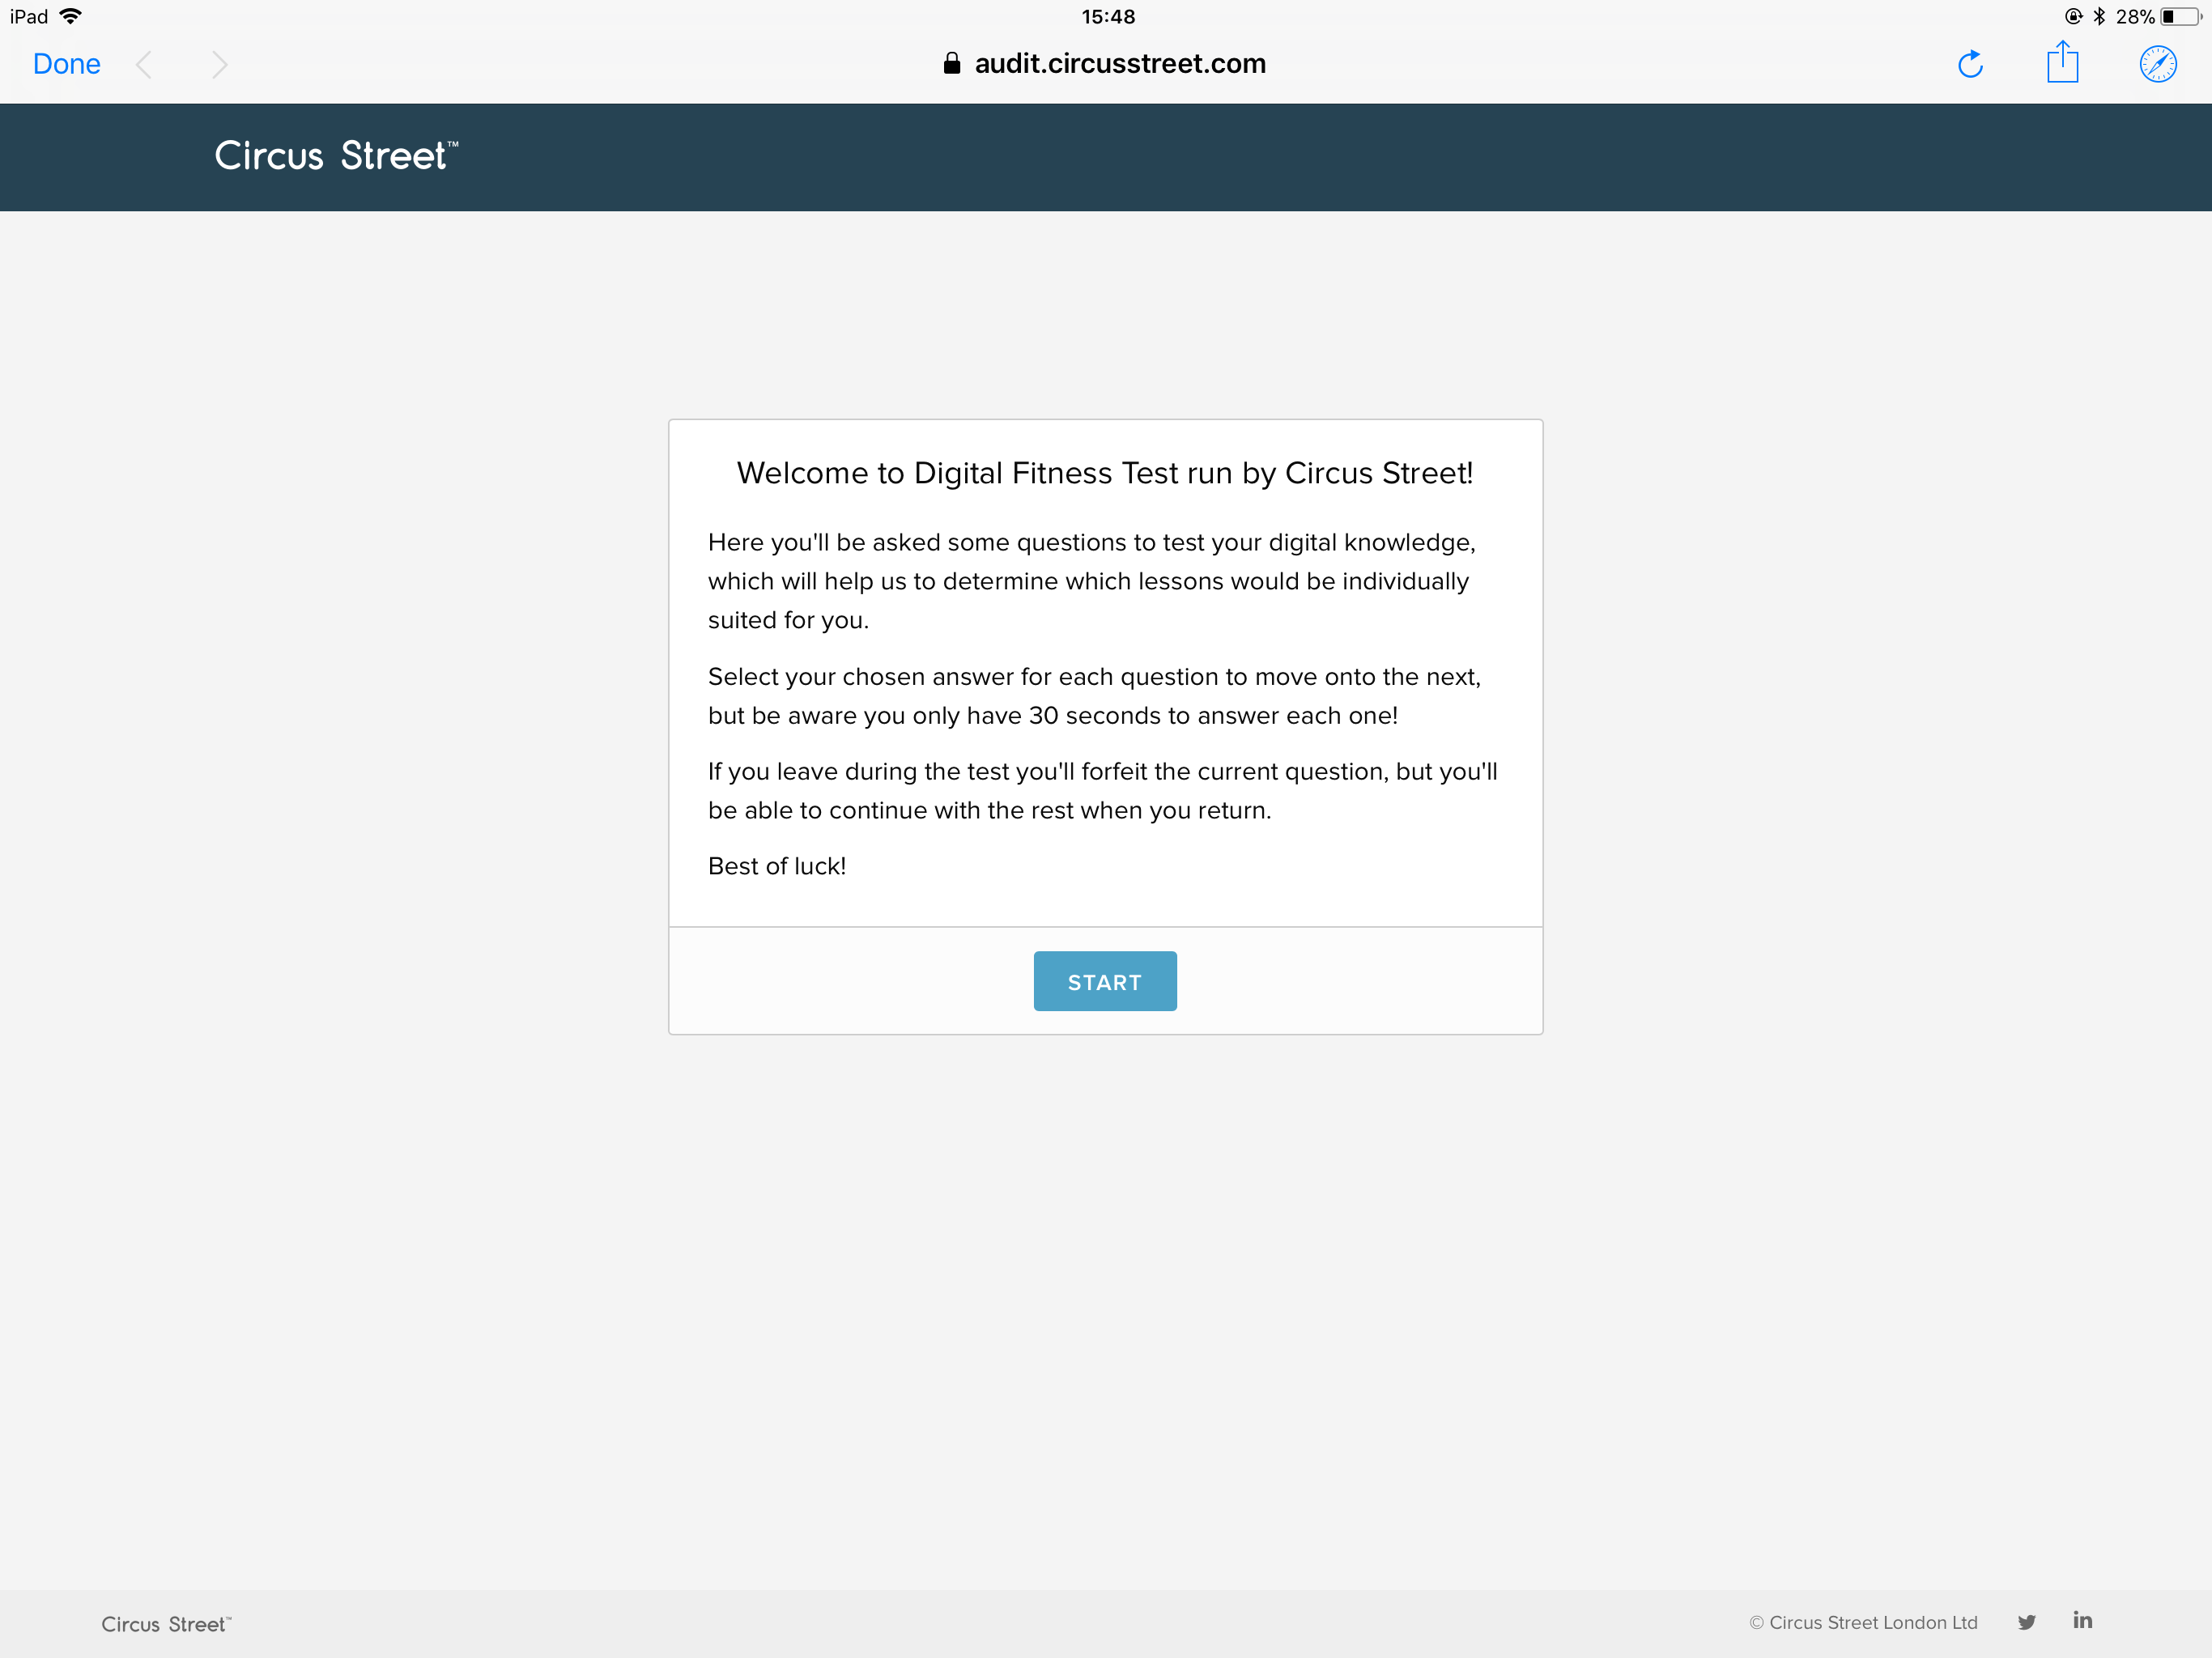 iPad 15:48 28%
Done audit.circusstreet.com
Circus Street™
Welcome to Digital Fitness Test run by Circus Street!
Here you'll be asked some questions to test your digital knowledge,
which will help us to determine which lessons would be individually
suited for you.
Select your chosen answer for each question to move onto the next,
but be aware you only have 30 seconds to answer each one!
If you leave during the test you'll forfeit the current question, but you'll
be able to continue with the rest when you return.
Best of luck!
START
Circus Street™ © Circus Street London Ltd in